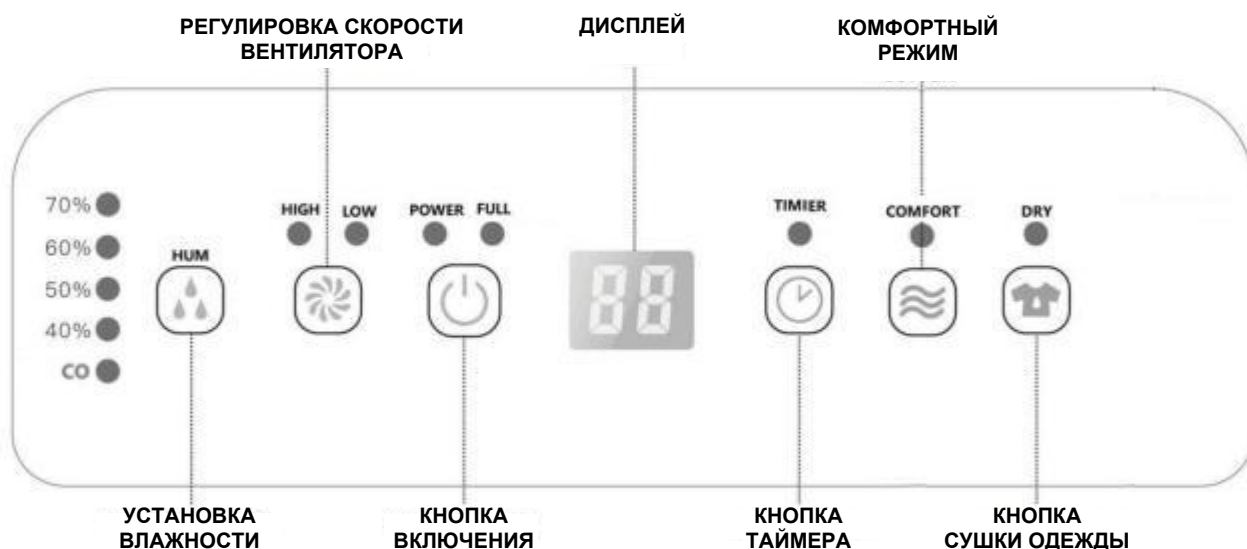 РЕГУЛИРОВКА СКОРОСТИ
ВЕНТИЛЯТОРА
ДИСПЛЕЙ
КОМФОРТНЫЙ
РЕЖИМ
70%
60%
50%
40%
CO
HUM
HIGH LOW
POWER FULL
88
TIMIER
COMFORT
DRY
УСТАНОВКА
ВЛАЖНОСТИ
КНОПКА
ВКЛЮЧЕНИЯ
КНОПКА
ТАЙМЕРА
КНОПКА
СУШКИ ОДЕЖДЫ